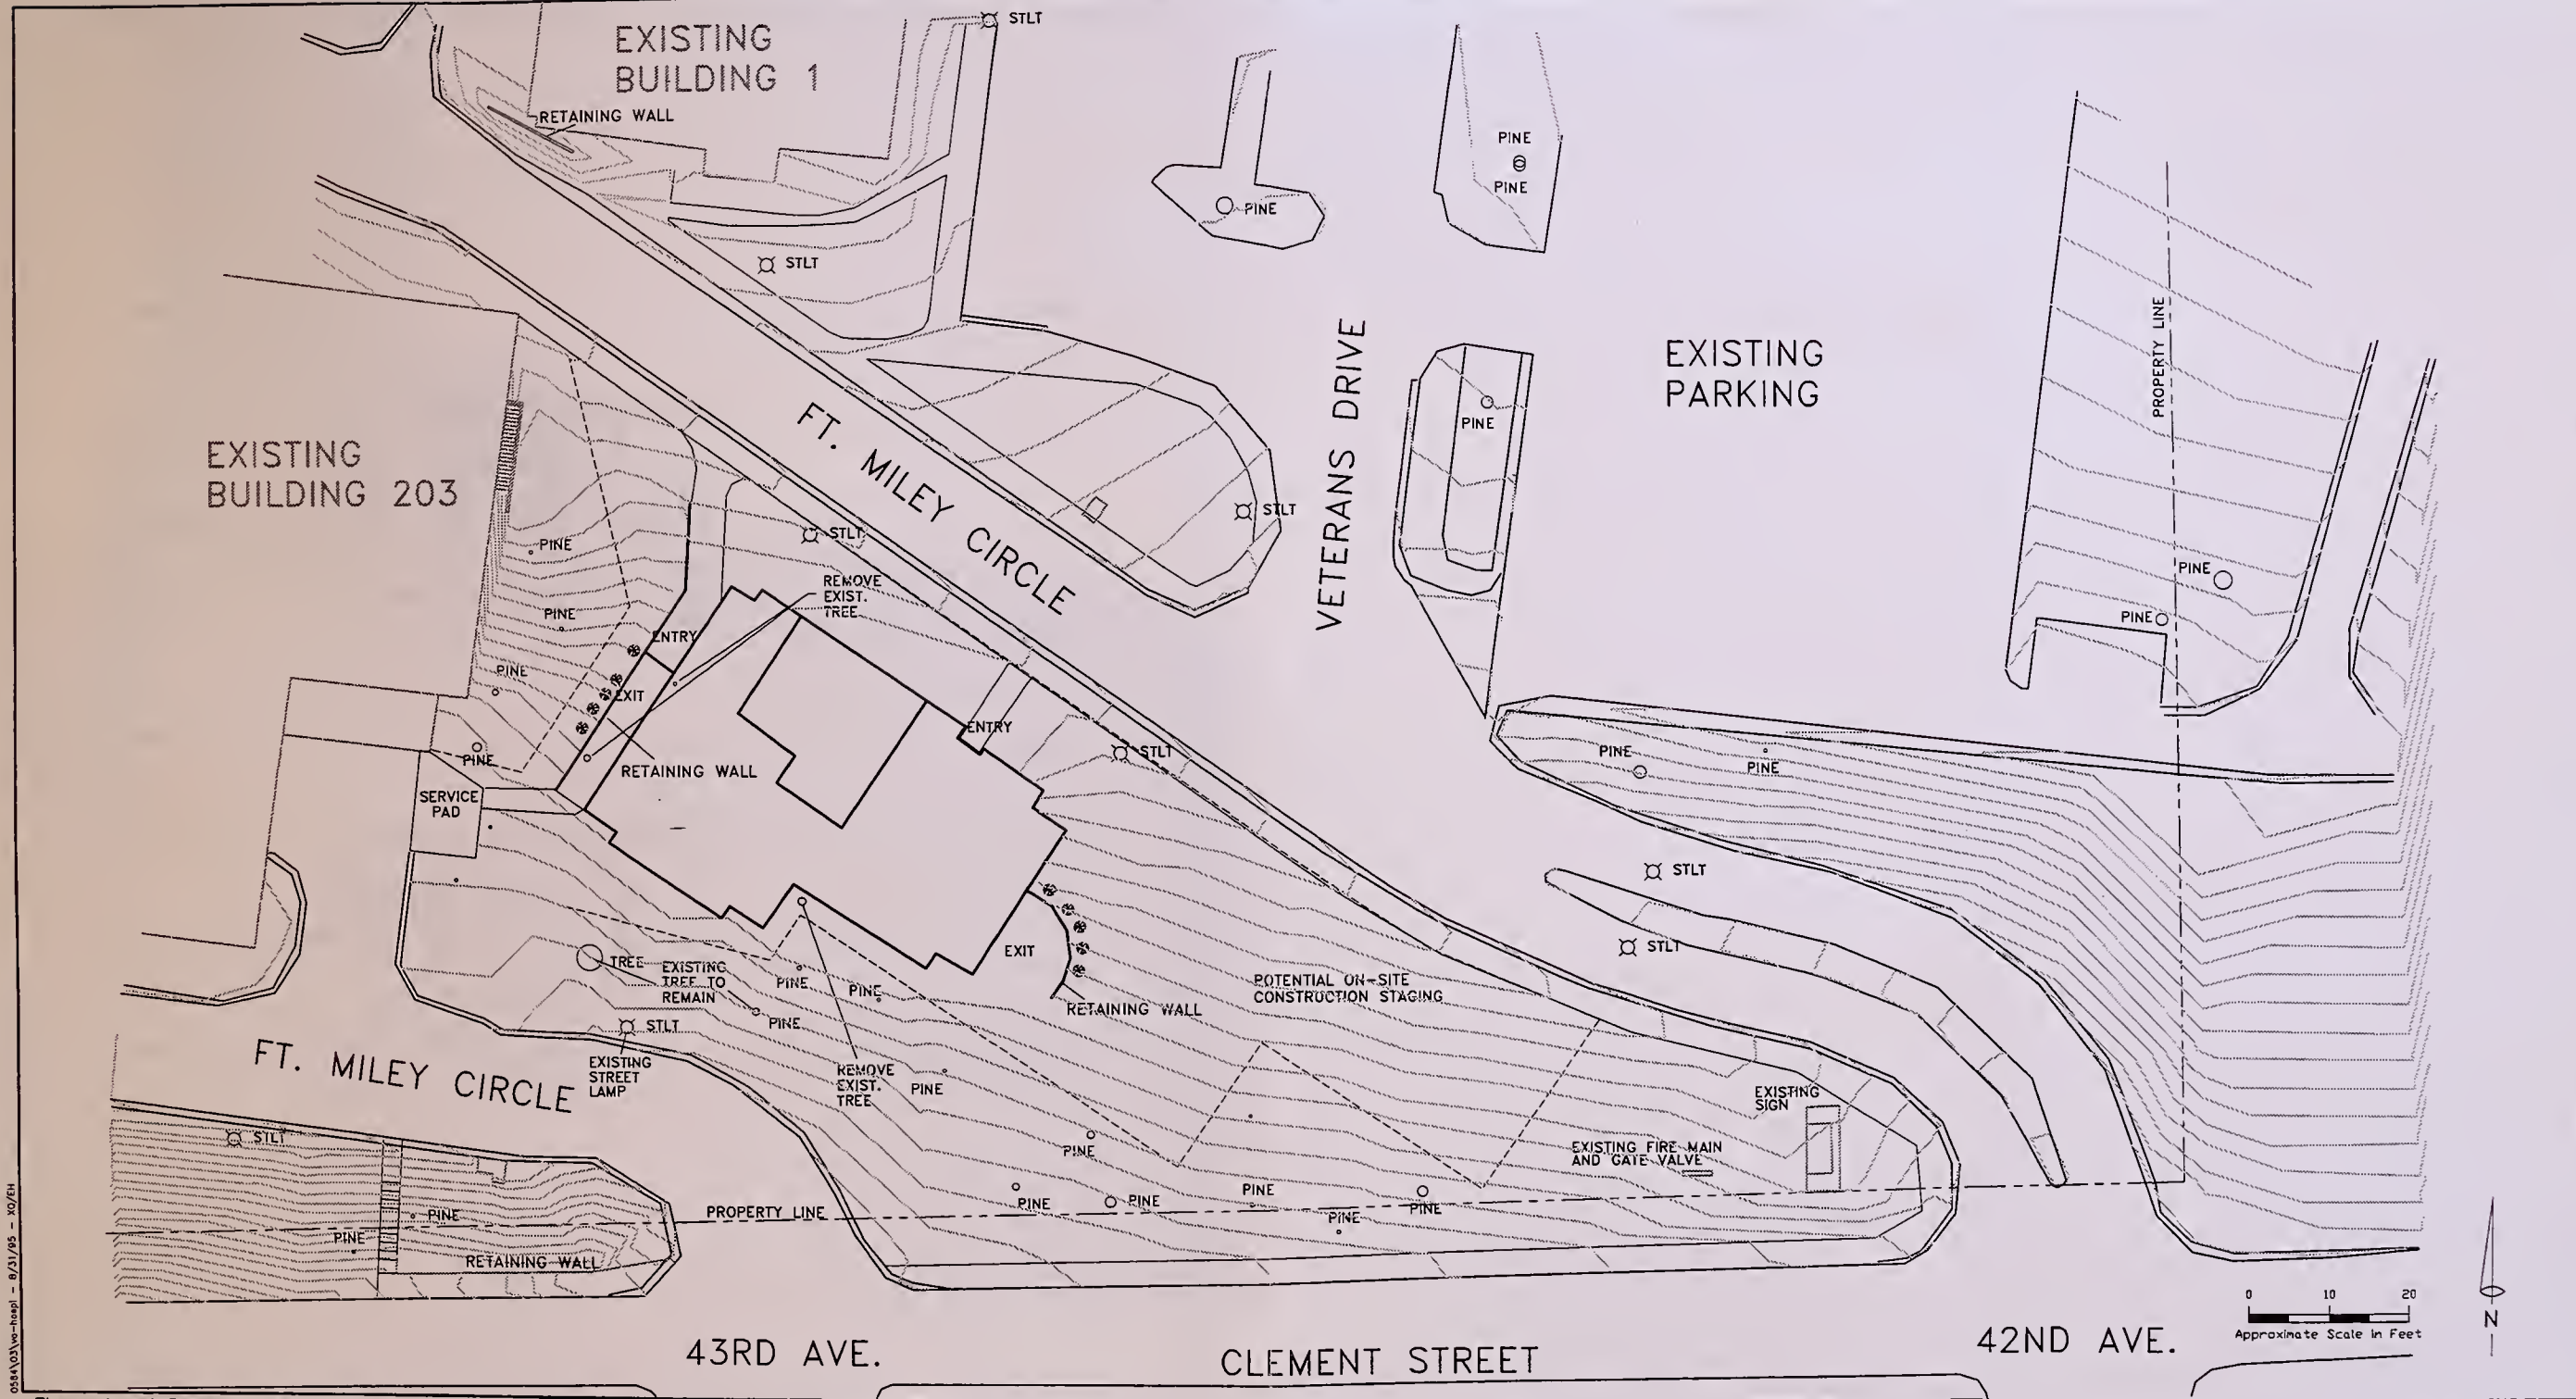 STLT
EXISTING
BUILDING 1
RETAINING WALL
PINE
PINE
PINE
STLT
PROPERTY LINE
VETERANS DRIVE
EXISTING
PARKING
PINE
FT. MILEY CIRCLE
EXISTING
BUILDING 203
STLT
STLT
PINE
REMOVE
EXIST.
TREE
PINE
PINE
PINE
ENTRY
PINE
EXIT
ENTRY
STLT
PINE
PINE
PINE
RETAINING WALL
SERVICE
PAD
STLT
STLT
EXIT
TREE
EXISTING
TREE TO
REMAIN
PINE
PINE
POTENTIAL ON-SITE
CONSTRUCTION STAGING
RETAINING WALL
STLT
PINE
FT. MILEY CIRCLE
EXISTING
STREET
LAMP
REMOVE
EXIST.
TREE
PINE
EXISTING
SIGN
STLT
PINE
EXISTING FIRE MAIN
AND GATE VALVE
PINE
PINE
PINE
PINE
PINE
PROPERTY LINE
PINE
PINE
RETAINING WALL
0 10 20
Approximate Scale in Feet
N
43RD AVE.
CLEMENT STREET
42ND AVE.